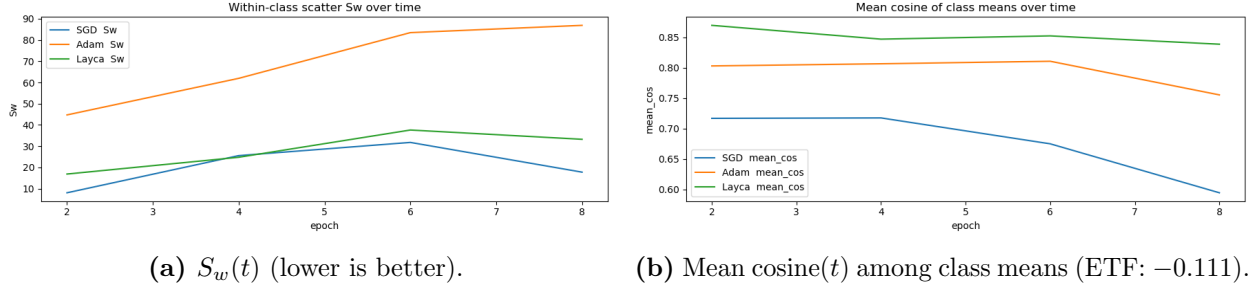 Within-class scatter Sw over time
90
80
70
60
50
40
30
20
10
Sw
SGD Sw
Adam Sw
Layca Sw
2
3
4
5
6
7
8
epoch
(a) S_w(t) (lower is better).
Mean cosine of class means over time
0.85
0.80
0.75
0.70
0.65
0.60
mean_cos
SGD mean_cos
Adam mean_cos
Layca mean_cos
2
3
4
5
6
7
8
epoch
(b) Mean cosine(t) among class means (ETF: −0.111).